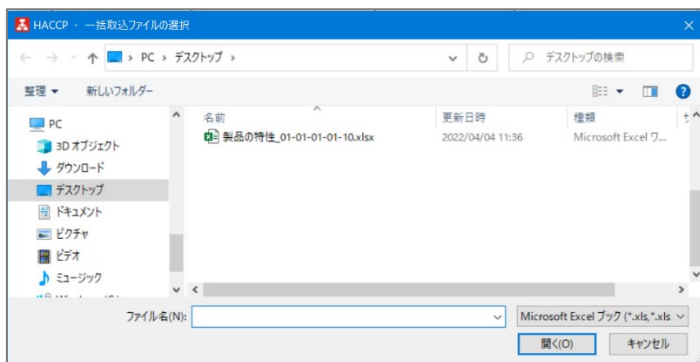 HACCP - 一括取込ファイルの選択
PC › デスクトップ ›
デスクトップの検索
整理 新しいフォルダー
名前 更新日時 種類
製品の特性_01-01-01-01-10.xlsx 2022/04/04 11:36 Microsoft Excel ワ...
PC
3D オブジェクト
ダウンロード
デスクトップ
ドキュメント
ピクチャ
ビデオ
ミュージック
ファイル名(N):
Microsoft Excel ブック (*.xls,*.xls
開く(O) キャンセル